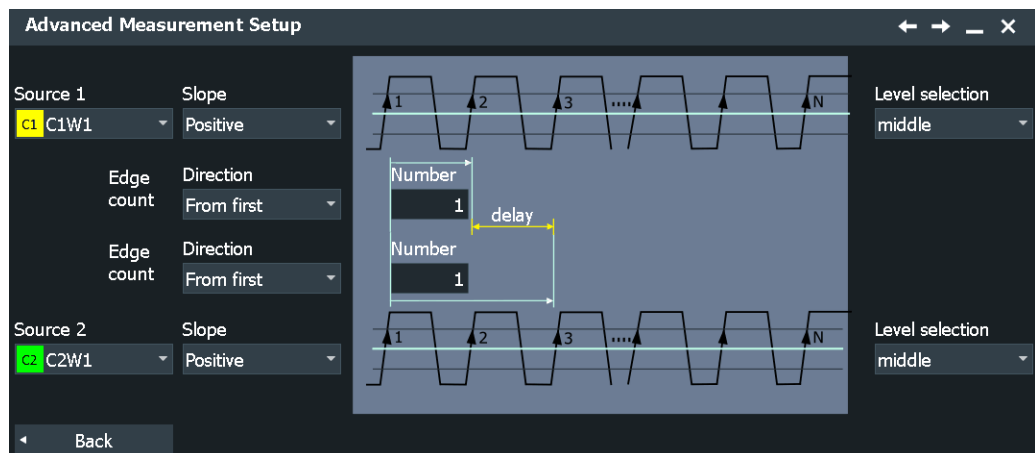 Advanced Measurement Setup
Source 1 Slope Level selection
C1 C1W1 Positive middle
1 2 3 .... N
Edge count Direction Number
From first 1
delay
Edge count Direction Number
From first 1
Source 2 Slope Level selection
C2 C2W1 Positive middle
1 2 3 .... N
Back